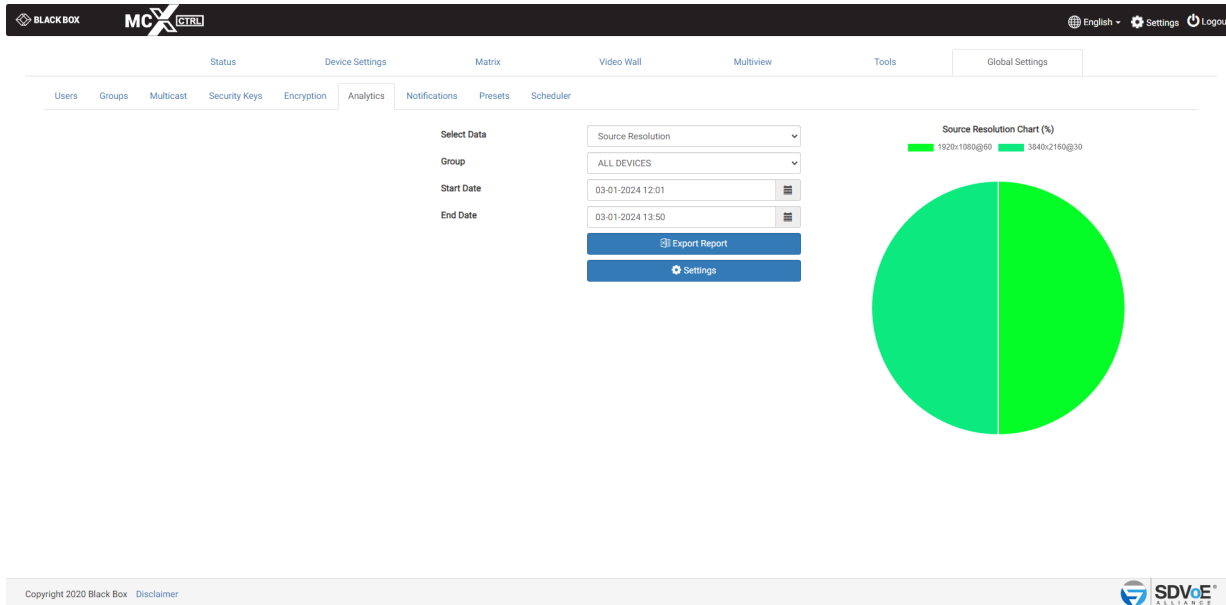 BLACK BOX MCX CTRL English Settings Logou
Status Device Settings Matrix Video Wall Multiview Tools Global Settings
Users Groups Multicast Security Keys Encryption Analytics Notifications Presets Scheduler
Select Data Source Resolution
Group ALL DEVICES
Start Date 03-01-2024 12:01
End Date 03-01-2024 13:50
Export Report
Settings
Source Resolution Chart (%)
1920x1080@60 3840x2160@30
Copyright 2020 Black Box Disclaimer
SDVoE
ALLIANCE